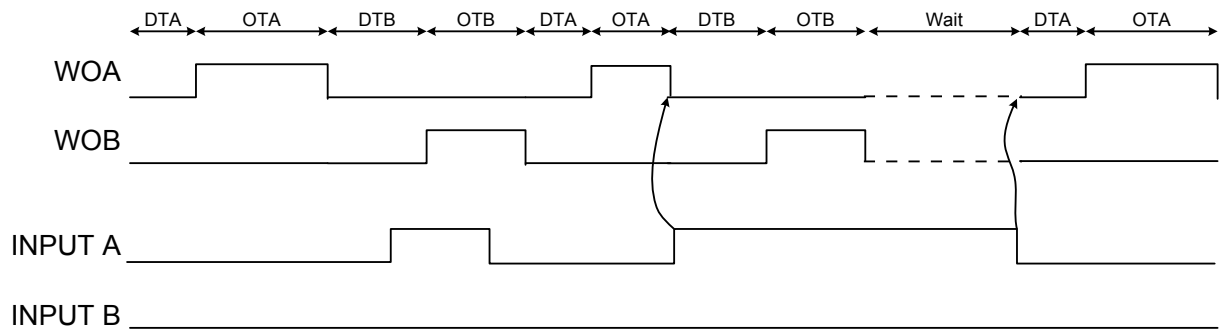 DTA OTA DTB OTB DTA OTA DTB OTB Wait DTA OTA
WOA
WOB
INPUT A
INPUT B